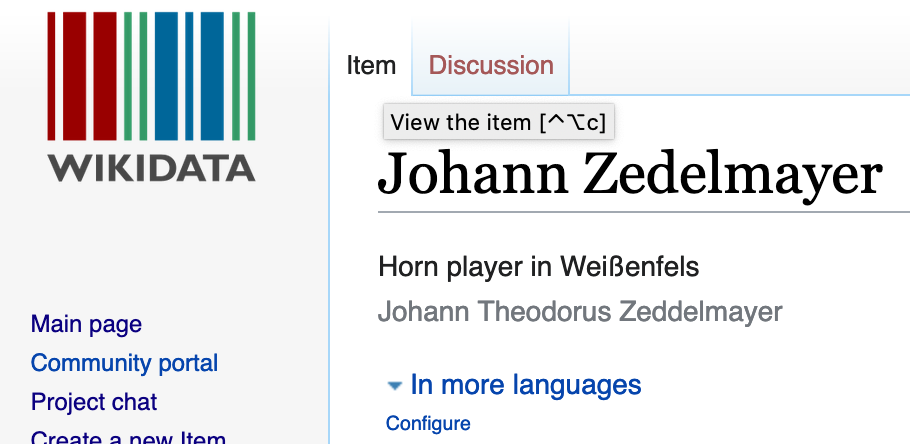 WIKIDATA
Item
Discussion
View the item [^⌥c]
Johann Zedelmayer
Horn player in Weißenfels
Johann Theodorus Zeddelmayer
In more languages
Configure
Main page
Community portal
Project chat
Create a new Item